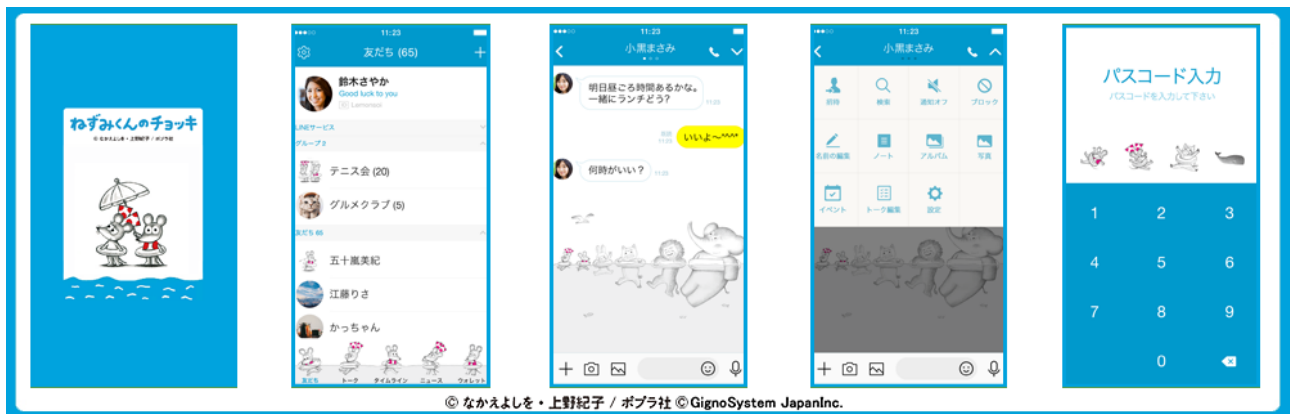 ねずみくんのチョッキ
© なかえよしを・上野紀子 / ポプラ社
11:23
友だち (65)
鈴木さやか
Good luck to you
Lemoreset
LINEサービス
グループ 2
テニス会 (20)
グルメクラブ (5)
友だち 65
五十嵐美紀
江藤りさ
かっちゃん
友だち
トーク
タイムライン
ニュース
ウォレット
11:23
小黒まさみ
明日昼ごろ時間あるかな。
一緒にランチどう?
11:20
既読
11:20
いいよ～^^^^
何時がいい?
11:20
11:23
小黒まさみ
招待
検索
通知オフ
ブロック
名前の編集
ノート
アルバム
写真
イベント
トーク編集
設定
パスコード入力
パスコードを入力して下さい
1 2 3
4 5 6
7 8 9
0
© なかえよしを・上野紀子 / ポプラ社 ©GignoSystem JapanInc.